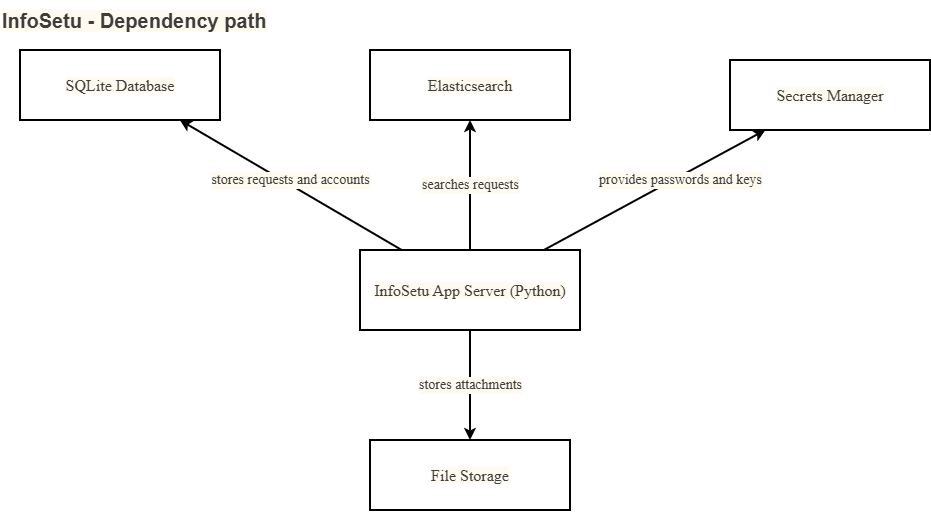 InfoSetu - Dependency path
SQLite Database
Elasticsearch
Secrets Manager
stores requests and accounts
searches requests
provides passwords and keys
InfoSetu App Server (Python)
stores attachments
File Storage